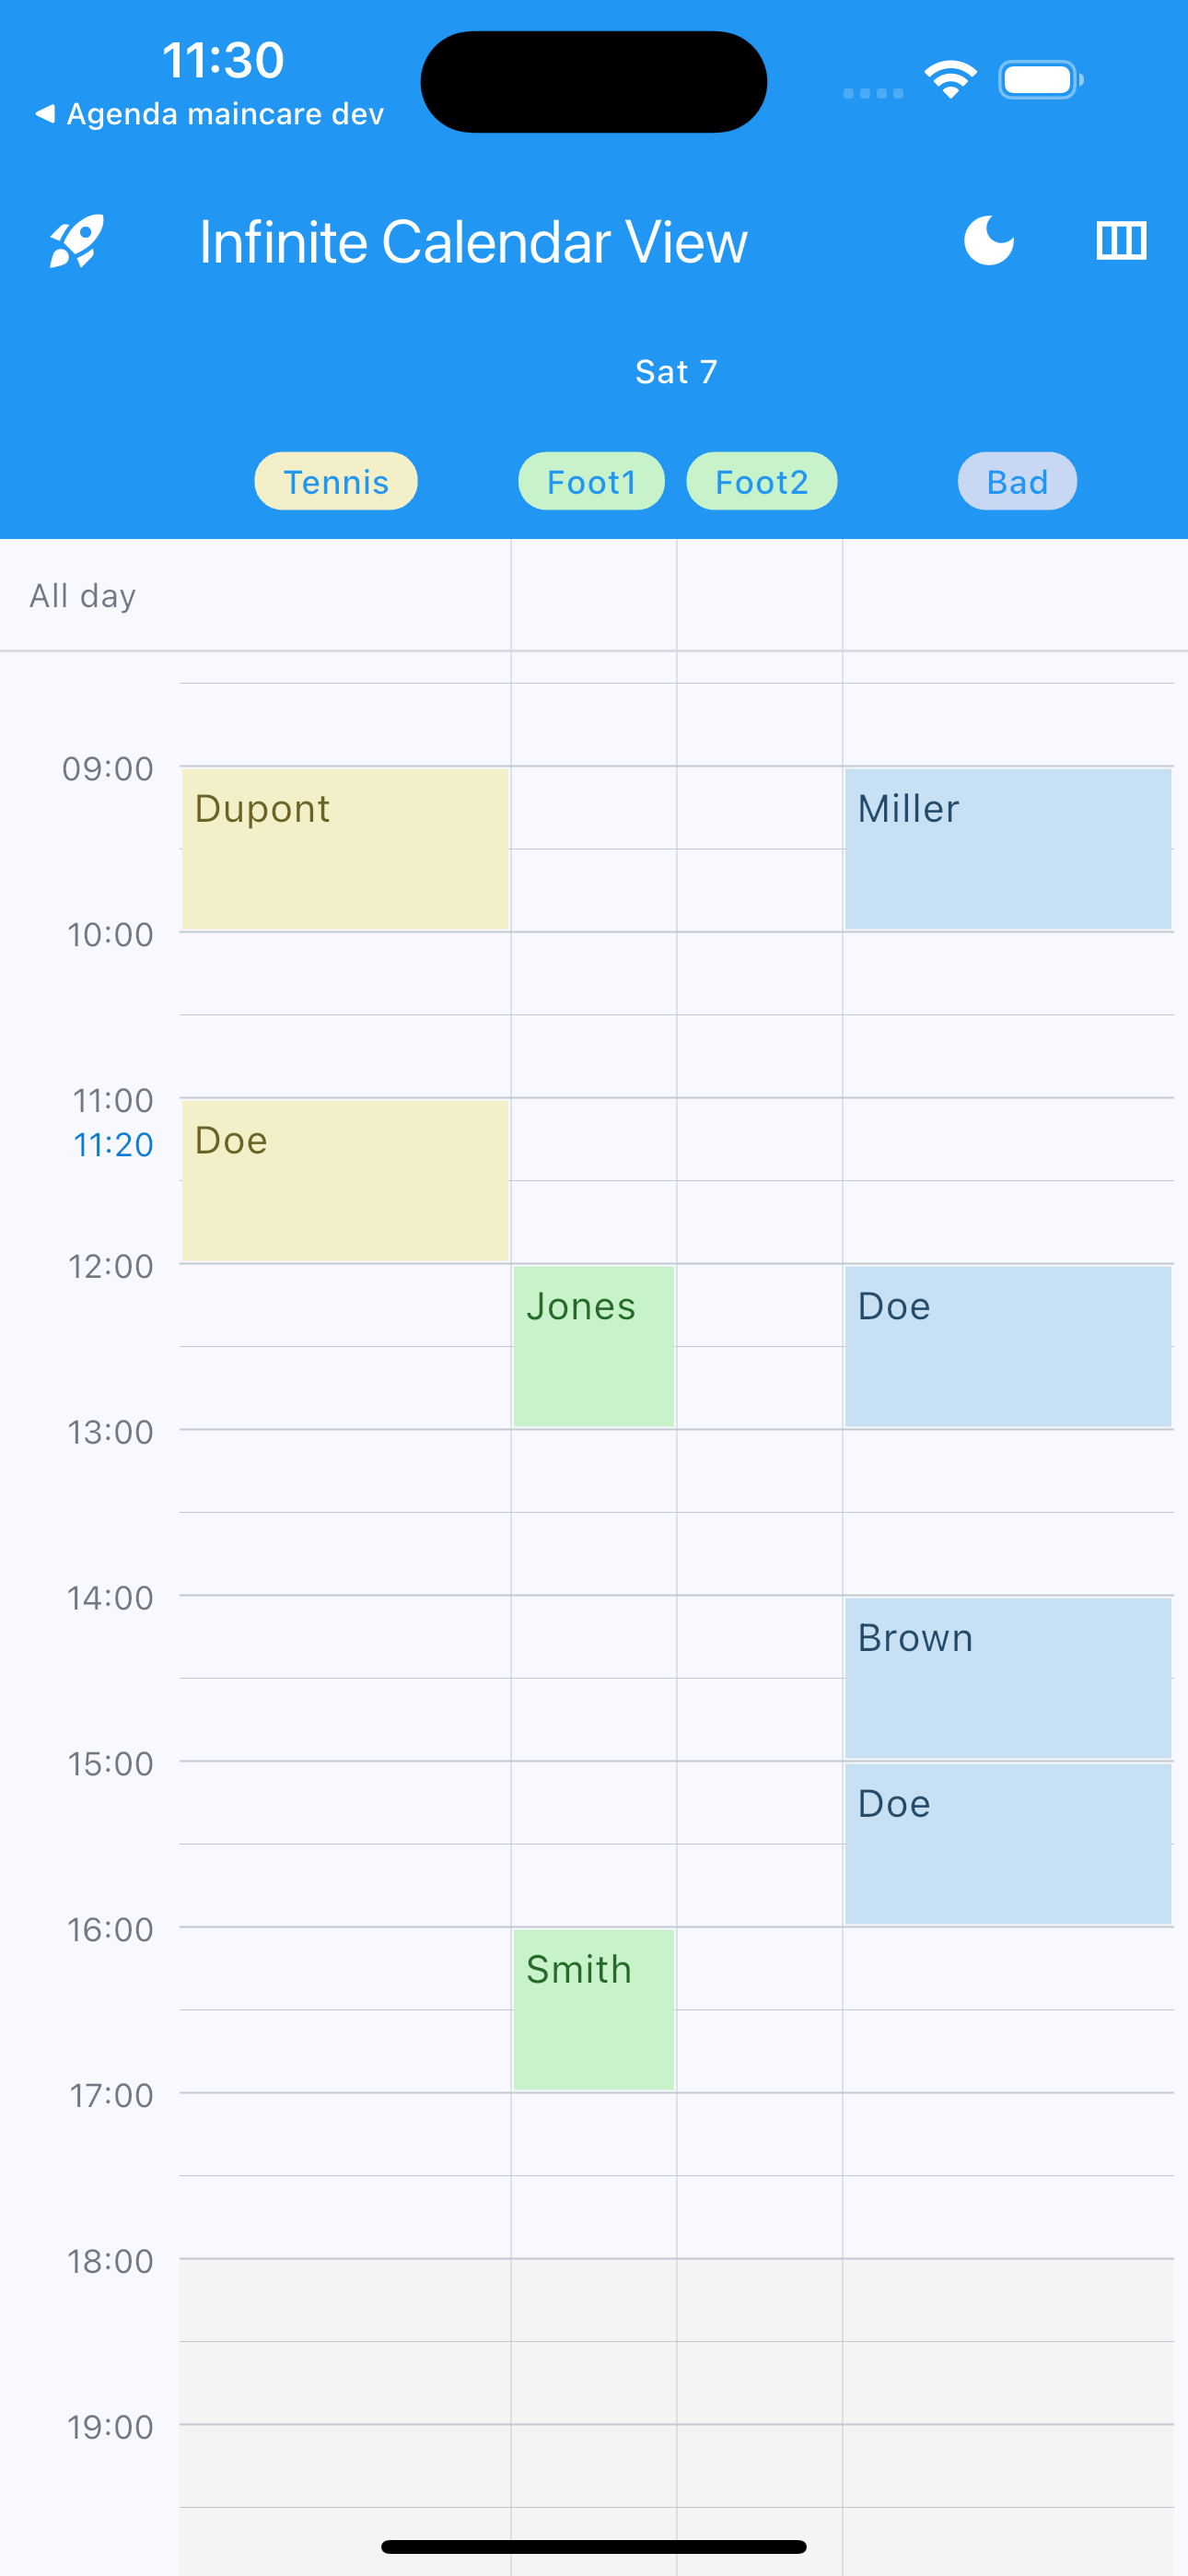 11:30
Agenda maincare dev
Infinite Calendar View
Sat 7
Tennis Foot1 Foot2 Bad
All day
09:00
Dupont Miller
10:00
11:00
11:20 Doe
12:00
Jones Doe
13:00
14:00
Brown
15:00
Doe
16:00
Smith
17:00
18:00
19:00